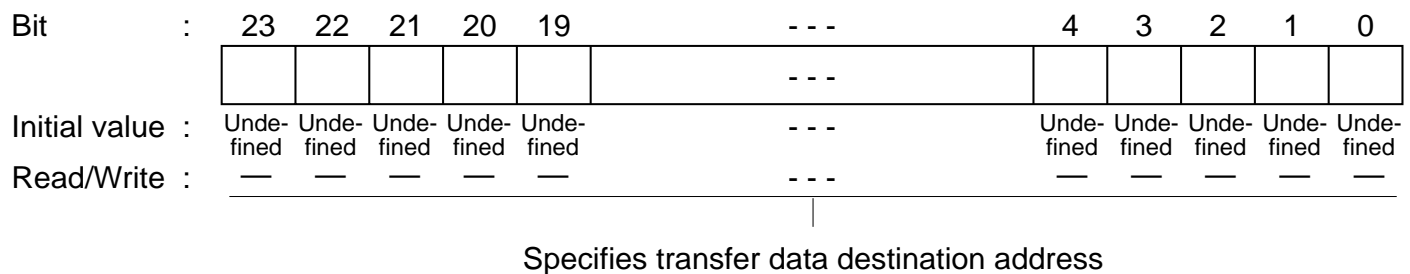 Bit : 23 22 21 20 19 - - - 4 3 2 1 0
- - -
Initial value : Unde- Unde- Unde- Unde- Unde- - - - Unde- Unde- Unde- Unde- Unde-
fined fined fined fined fined fined fined fined fined fined
Read/Write : — — — — — - - - — — — — —
Specifies transfer data destination address